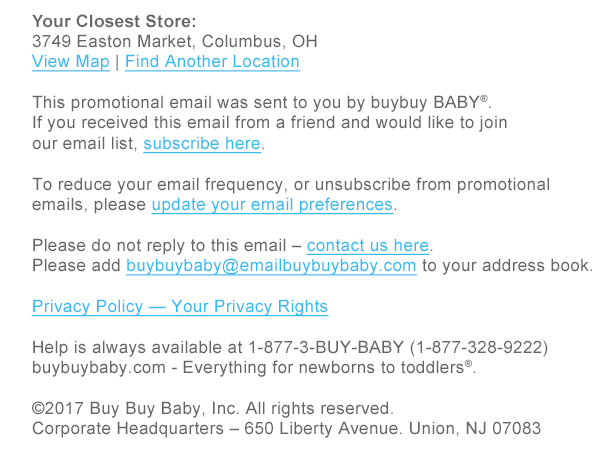 Your Closest Store:
3749 Easton Market, Columbus, OH
View Map | Find Another Location
This promotional email was sent to you by buybuy BABY®.
If you received this email from a friend and would like to join
our email list, subscribe here.
To reduce your email frequency, or unsubscribe from promotional
emails, please update your email preferences.
Please do not reply to this email – contact us here.
Please add buybuybaby@emailbuybuybaby.com to your address book.
Privacy Policy — Your Privacy Rights
Help is always available at 1-877-3-BUY-BABY (1-877-328-9222)
buybuybaby.com - Everything for newborns to toddlers®.
©2017 Buy Buy Baby, Inc. All rights reserved.
Corporate Headquarters – 650 Liberty Avenue. Union, NJ 07083